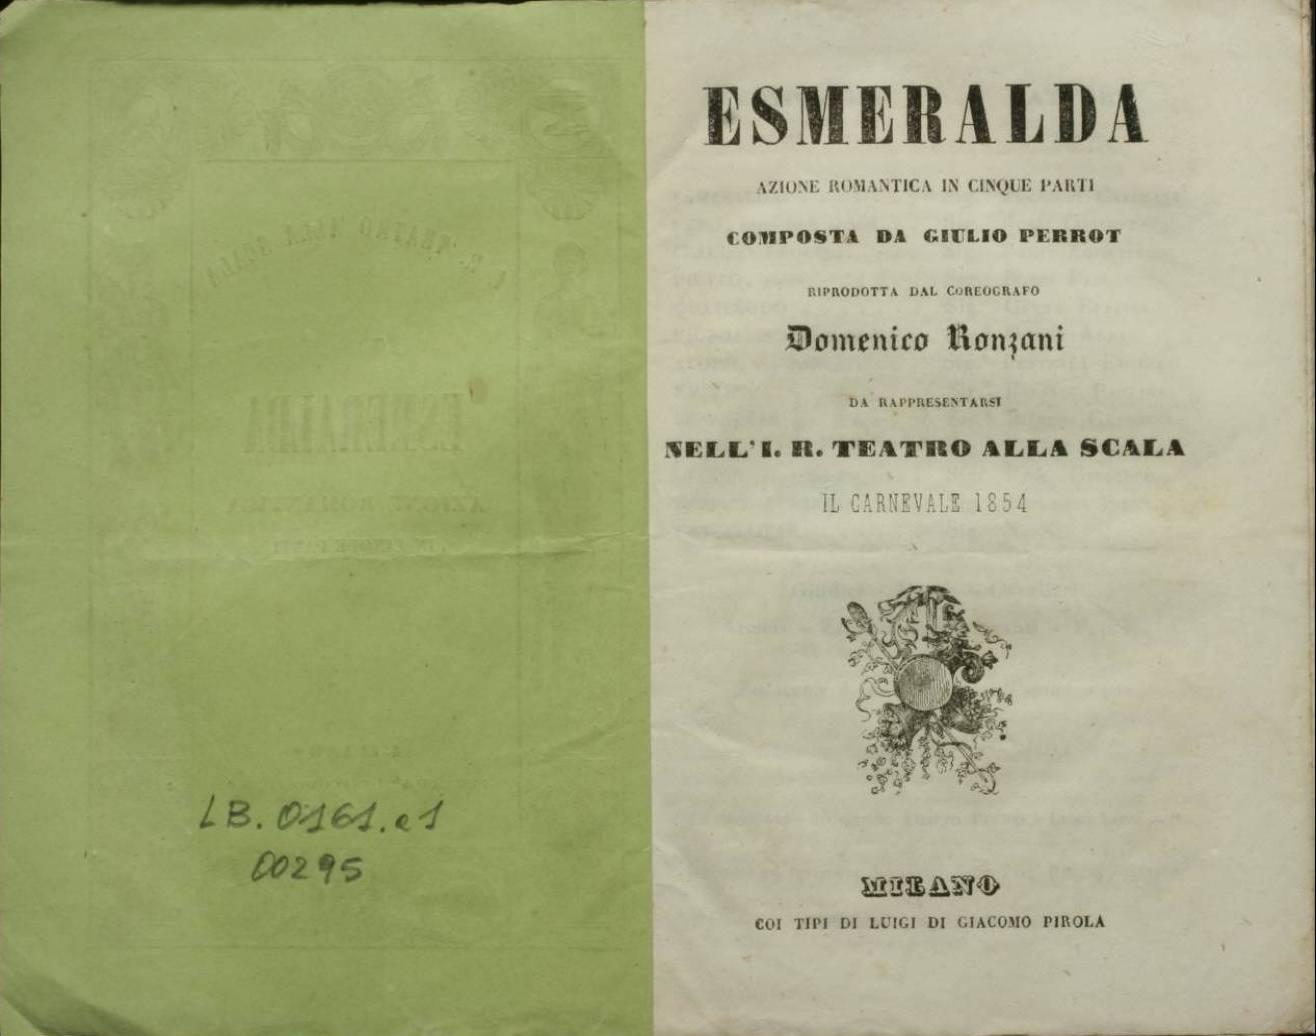 LB. 0161.e1
00295
ESMERALDA
AZIONE ROMANTICA IN CINQUE PARTI
COMPOSTA DA GIULIO PERROT
RIPRODOTTA DAL COREOGRAFO
Domenico Ronzani
DA RAPPRESENTARSI
NELL'I. R. TEATRO ALLA SCALA
IL CARNEVALE 1854
MILANO
COI TIPI DI LUIGI DI GIACOMO PIROLA